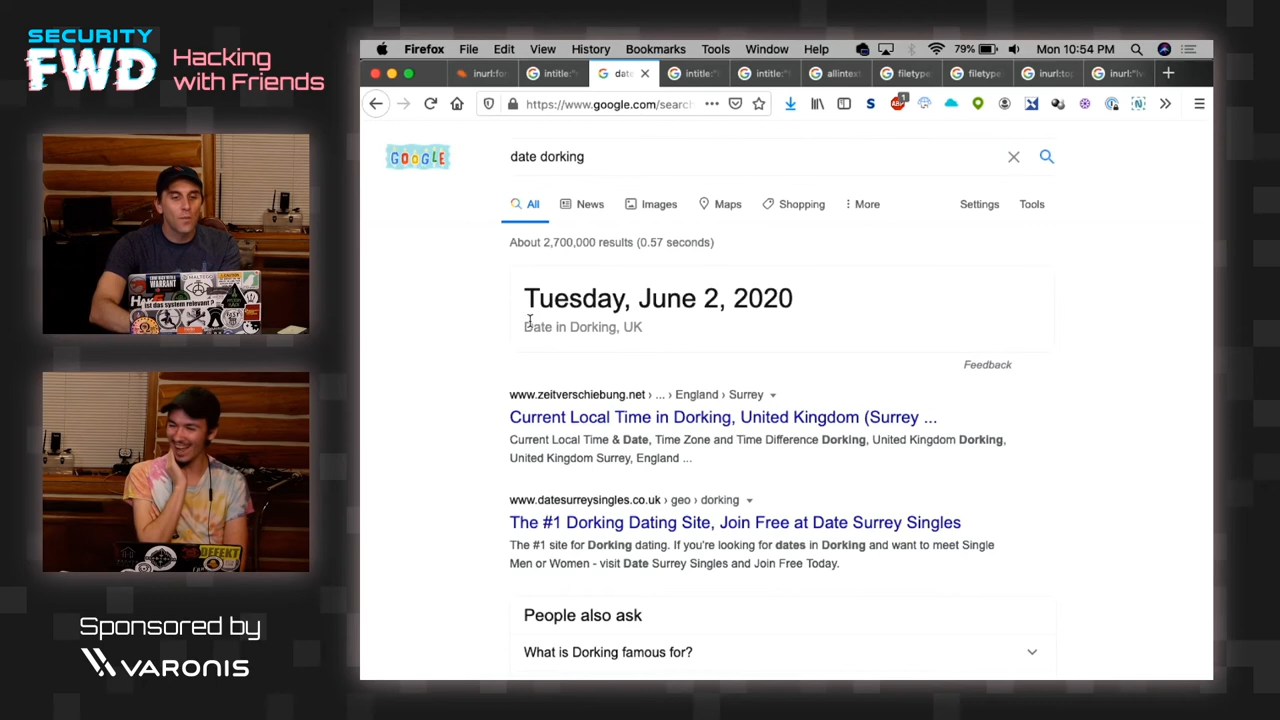 SECURITY
FWD
Hacking
with Friends
Firefox File Edit View History Bookmarks Tools Window Help 79% Mon 10:54 PM
inurl:for intitle:" date intitle:" intitle:" allintext filetype filetype inurl:top inurl:"lv
https://www.google.com/search
GOOGLE
date dorking
All News Images Maps Shopping More Settings Tools
About 2,700,000 results (0.57 seconds)
Tuesday, June 2, 2020
Date in Dorking, UK
Feedback
www.zeitverschiebung.net › ... › England › Surrey
Current Local Time in Dorking, United Kingdom (Surrey ...
Current Local Time & Date, Time Zone and Time Difference Dorking, United Kingdom Dorking,
United Kingdom Surrey, England ...
www.datesurreysingles.co.uk › geo › dorking
The #1 Dorking Dating Site, Join Free at Date Surrey Singles
The #1 site for Dorking dating. If you're looking for dates in Dorking and want to meet Single
Men or Women - visit Date Surrey Singles and Join Free Today.
People also ask
What is Dorking famous for?
WARRANT
MALTEGO
ist das system relevant ?
DEFEKT
Sponsored by
VARONIS